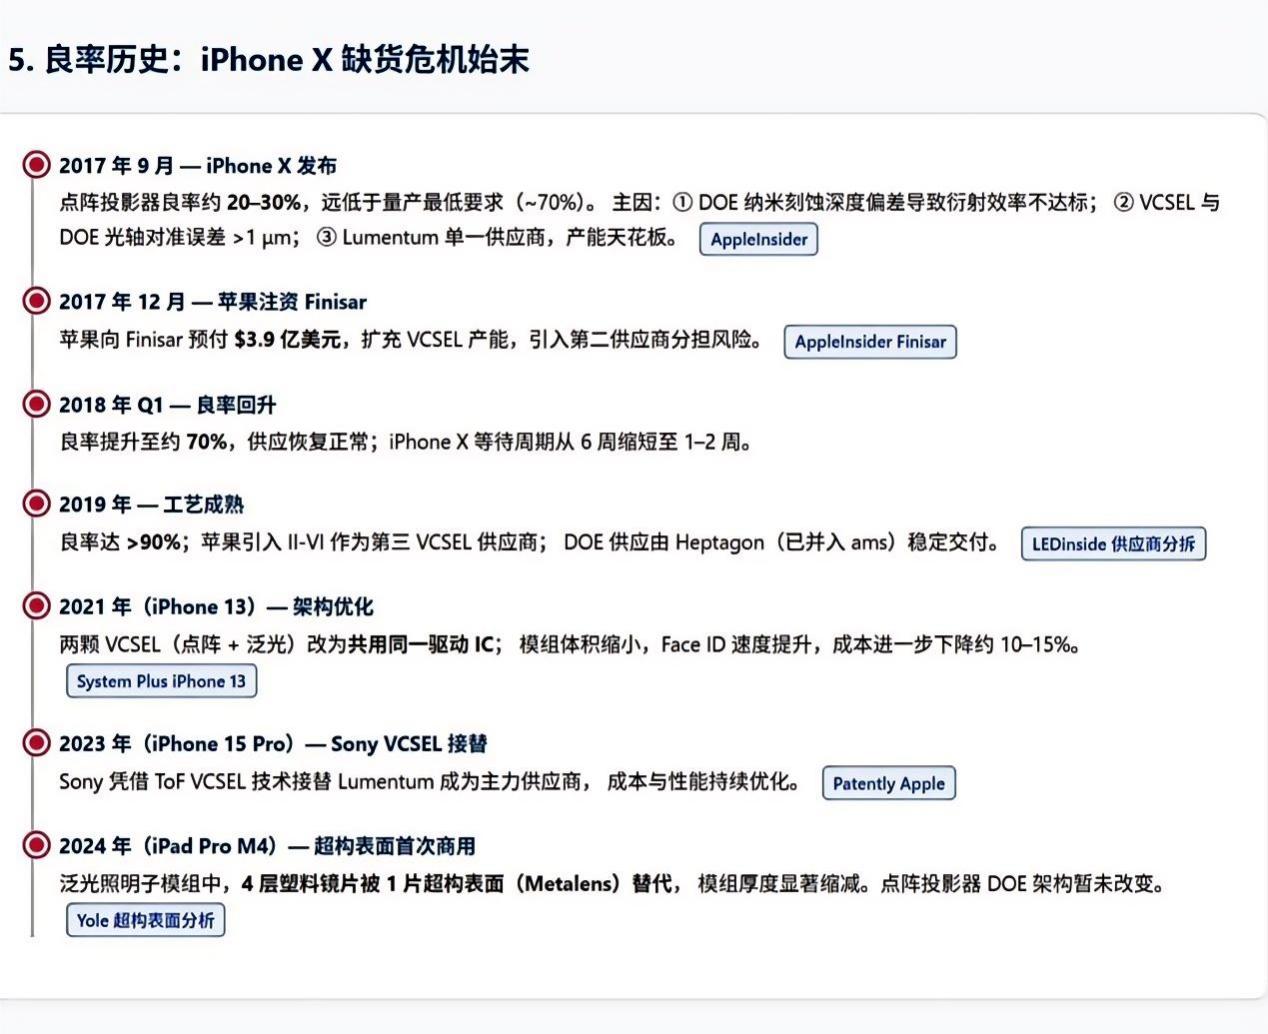 5. 良率历史：iPhone X 缺货危机始末
2017 年 9 月 — iPhone X 发布
点阵投影器良率约 20–30%，远低于量产最低要求（~70%）。 主因：① DOE 纳米刻蚀深度偏差导致衍射效率不达标； ② VCSEL 与
DOE 光轴对准误差 >1 μm； ③ Lumentum 单一供应商，产能天花板。 AppleInsider
2017 年 12 月 — 苹果注资 Finisar
苹果向 Finisar 预付 $3.9 亿美元，扩充 VCSEL 产能，引入第二供应商分担风险。 AppleInsider Finisar
2018 年 Q1 — 良率回升
良率提升至约 70%，供应恢复正常；iPhone X 等待周期从 6 周缩短至 1–2 周。
2019 年 — 工艺成熟
良率达 >90%；苹果引入 II-VI 作为第三 VCSEL 供应商； DOE 供应由 Heptagon（已并入 ams）稳定交付。 LEDinside 供应商分拆
2021 年（iPhone 13）— 架构优化
两颗 VCSEL（点阵 + 泛光）改为共用同一驱动 IC； 模组体积缩小，Face ID 速度提升，成本进一步下降约 10–15%。
System Plus iPhone 13
2023 年（iPhone 15 Pro）— Sony VCSEL 接替
Sony 凭借 ToF VCSEL 技术接替 Lumentum 成为主力供应商， 成本与性能持续优化。 Patently Apple
2024 年（iPad Pro M4）— 超构表面首次商用
泛光照明子模组中，4 层塑料镜片被 1 片超构表面（Metalens）替代， 模组厚度显著缩减。点阵投影器 DOE 架构暂未改变。
Yole 超构表面分析